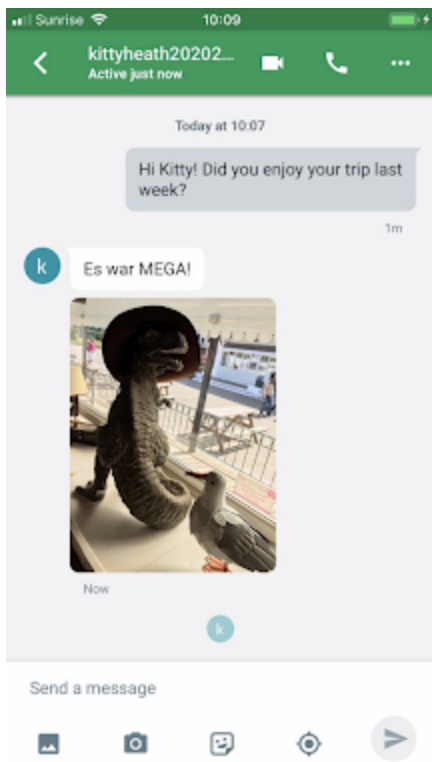 Sunrise 10:09
kittyheath20202...
Active just now
Today at 10:07
Hi Kitty! Did you enjoy your trip last
week?
1m
k
Es war MEGA!
Now
k
Send a message